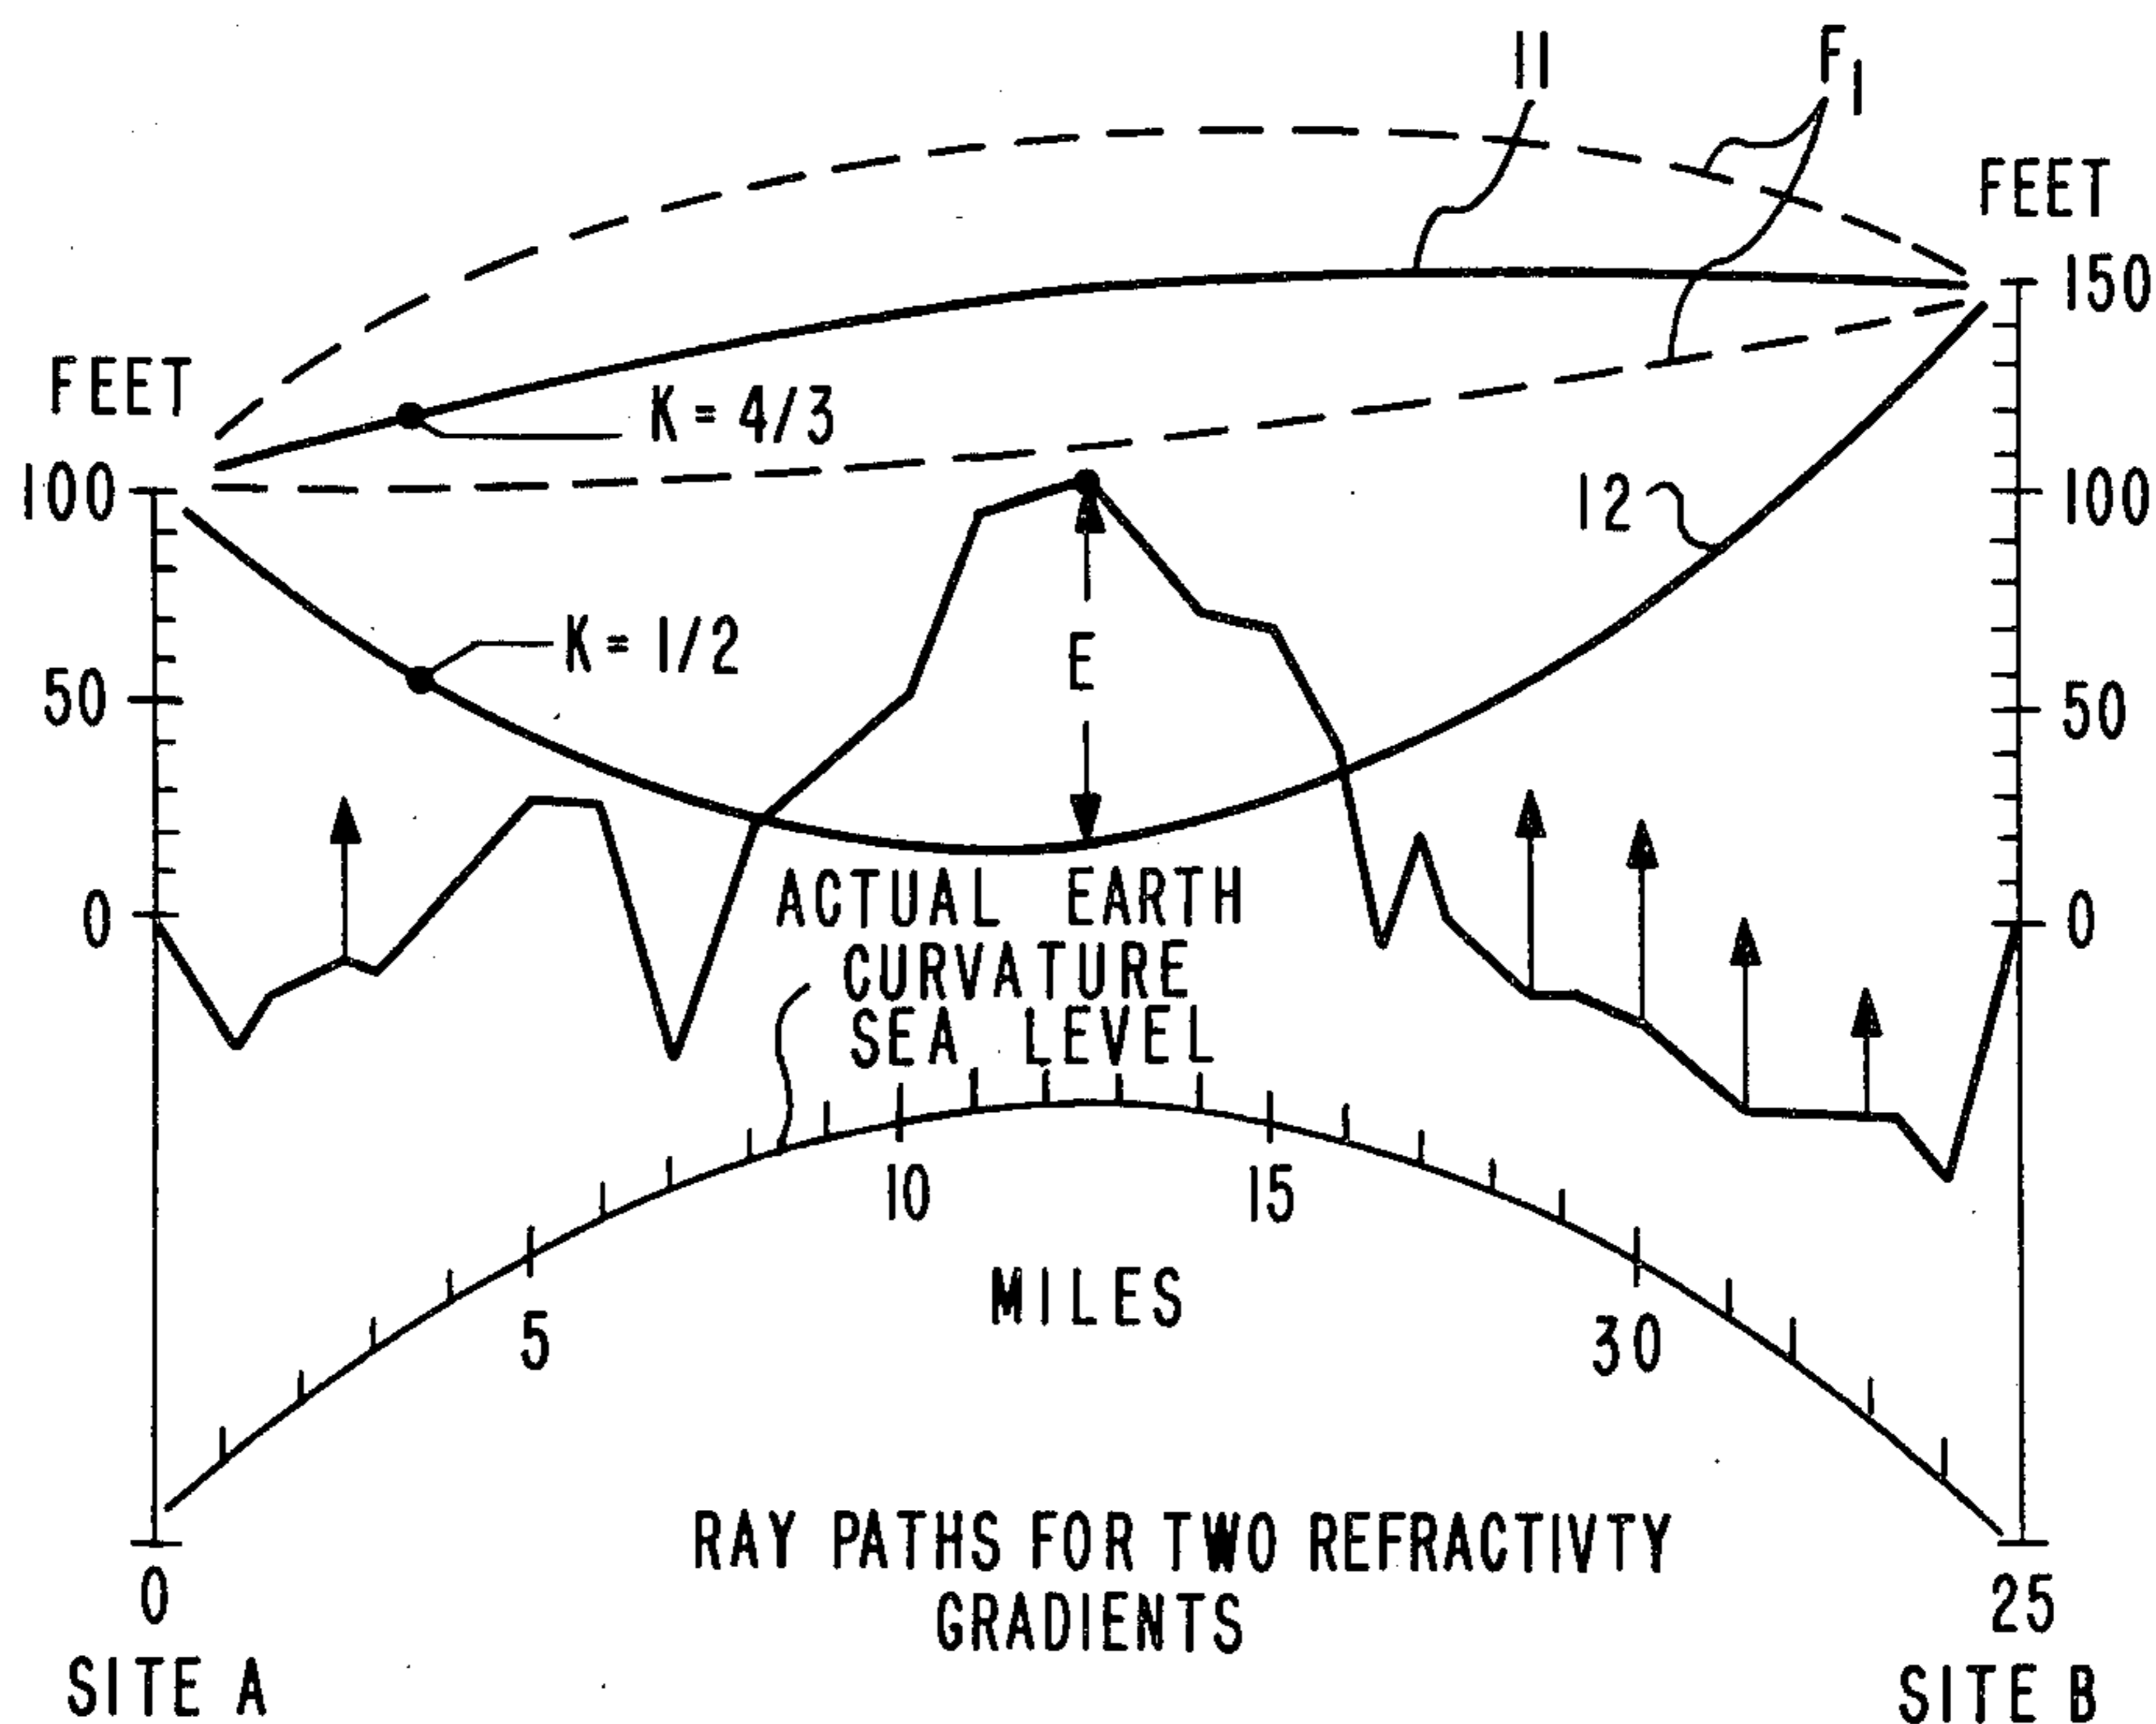 11
F1
FEET
150
FEET
K = 4/3
100
12
100
K = 1/2
E
50
50
0
ACTUAL EARTH
CURVATURE
SEA LEVEL
0
10
15
MILES
5
30
RAY PATHS FOR TWO REFRACTIVTY
GRADIENTS
0
25
SITE A
SITE B